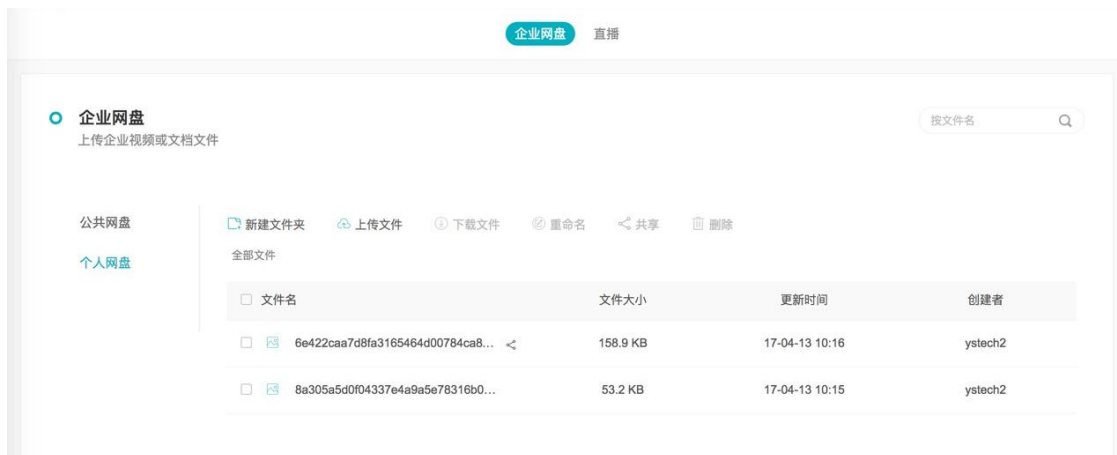 企业网盘 直播
企业网盘
上传企业视频或文档文件
按文件名
公共网盘
个人网盘
新建文件夹 上传文件 下载文件 重命名 共享 删除
全部文件
文件名 文件大小 更新时间 创建者
6e422caa7d8fa3165464d00784ca8... 158.9 KB 17-04-13 10:16 ystech2
8a305a5d0f04337e4a9a5e78316b0... 53.2 KB 17-04-13 10:15 ystech2